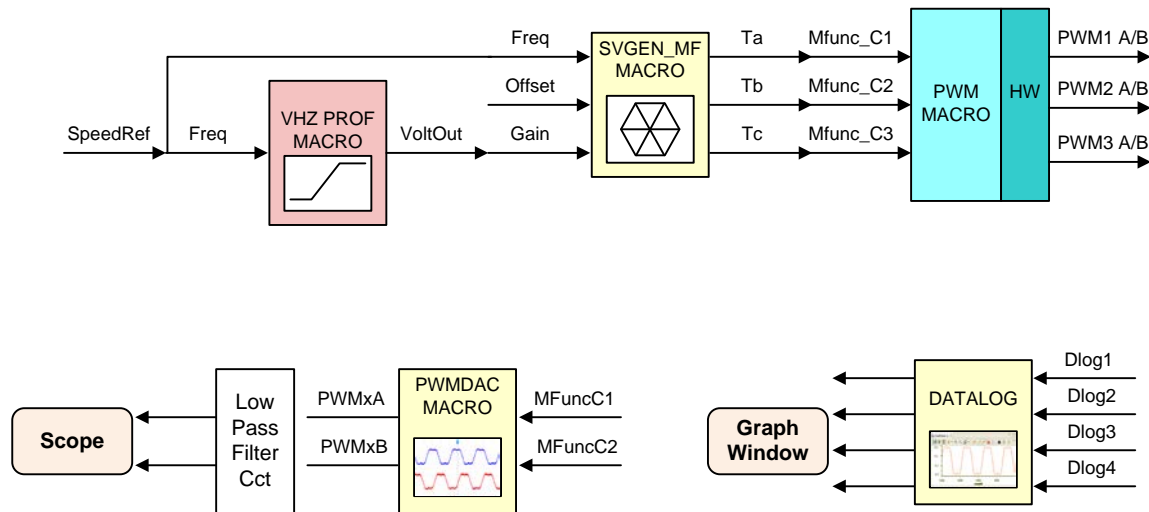 Freq
SVGEN_MF
MACRO
Ta
Mfunc_C1
PWM1 A/B
Offset
Tb
Mfunc_C2
PWM
MACRO
HW
PWM2 A/B
SpeedRef
Freq
VHZ PROF
MACRO
VoltOut
Gain
Tc
Mfunc_C3
PWM3 A/B
Scope
Low
Pass
Filter
Cct
PWMxA
PWMxB
PWMDAC
MACRO
MFuncC1
MFuncC2
Graph
Window
DATALOG
Dlog1
Dlog2
Dlog3
Dlog4